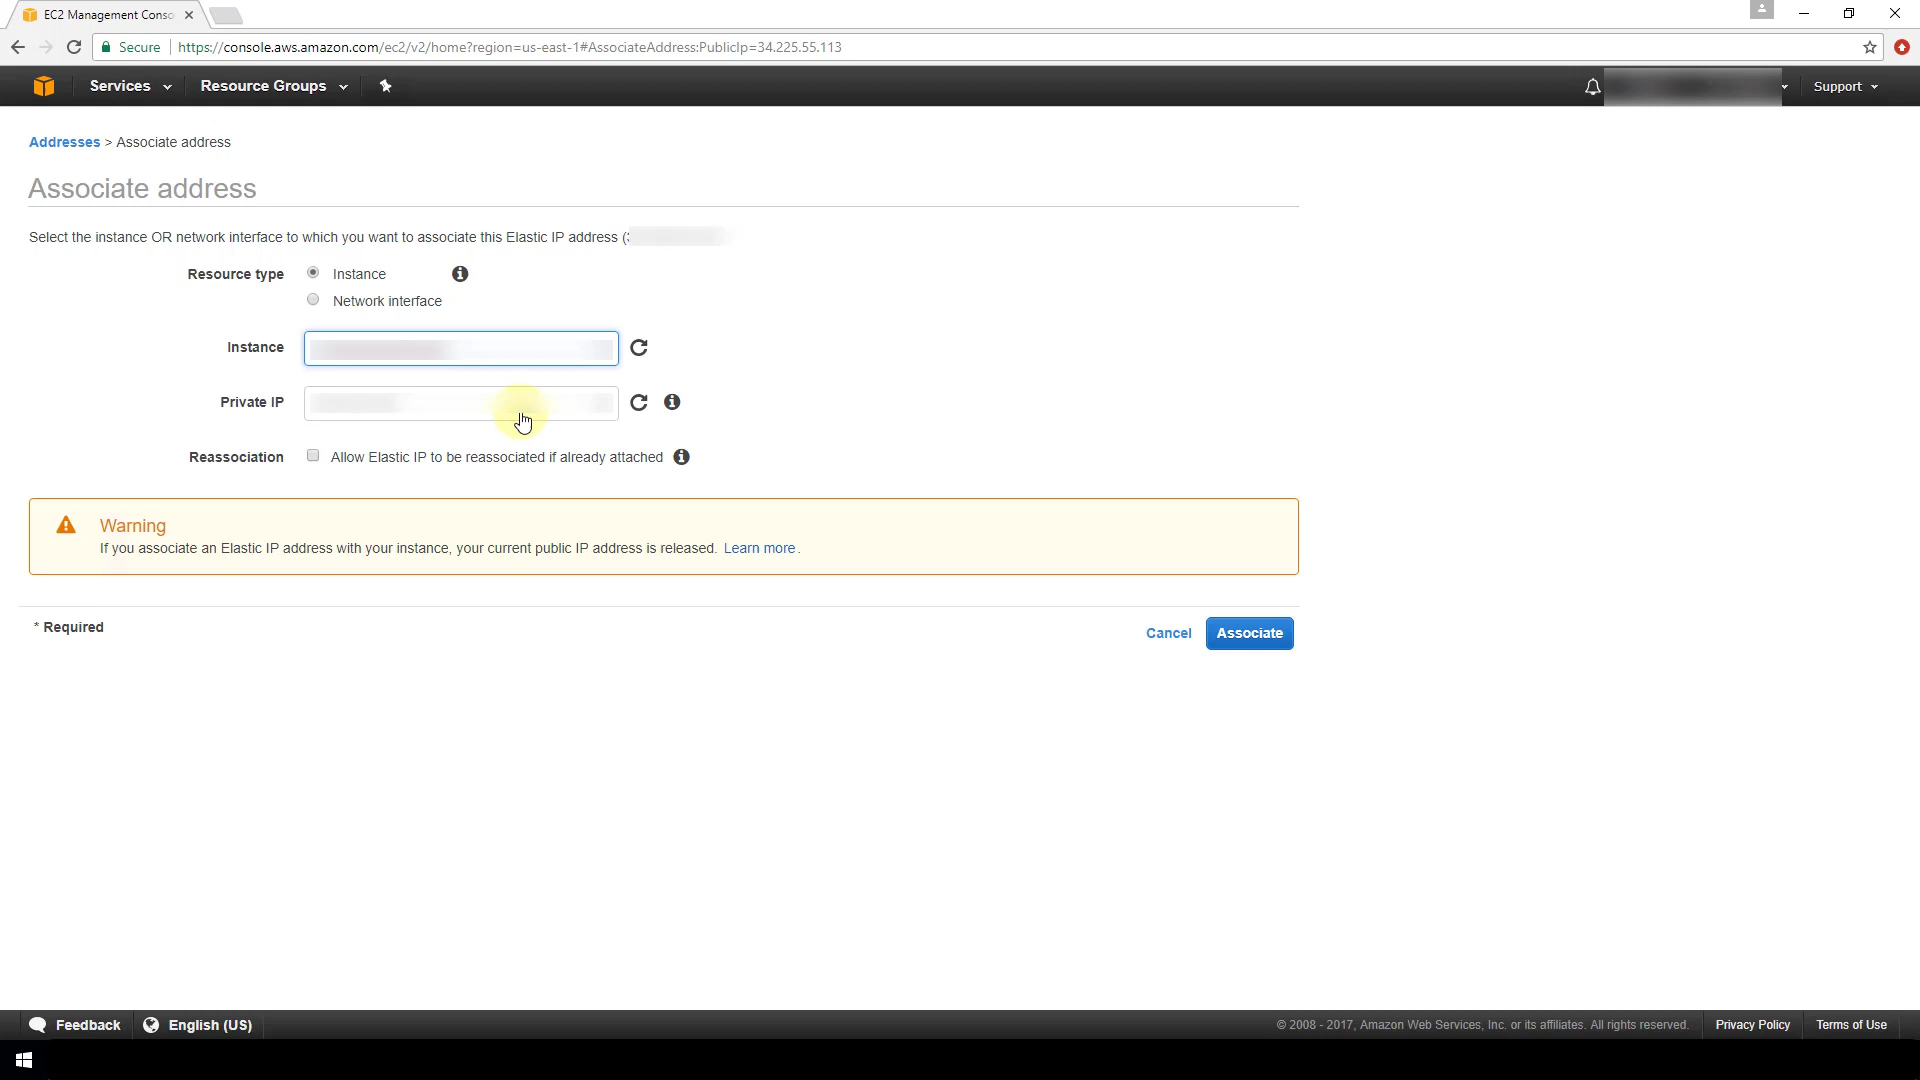 EC2 Management Conso
Secure
https://console.aws.amazon.com/ec2/v2/home?region=us-east-1#AssociateAddress:PublicIp=34.225.55.113
Services
Resource Groups
Support
Addresses > Associate address
Associate address
Select the instance OR network interface to which you want to associate this Elastic IP address (
Resource type
Instance
Network interface
Instance
Private IP
Reassociation
Allow Elastic IP to be reassociated if already attached
Warning
If you associate an Elastic IP address with your instance, your current public IP address is released. Learn more.
* Required
Cancel
Associate
Feedback
English (US)
© 2008 - 2017, Amazon Web Services, Inc. or its affiliates. All rights reserved.
Privacy Policy
Terms of Use